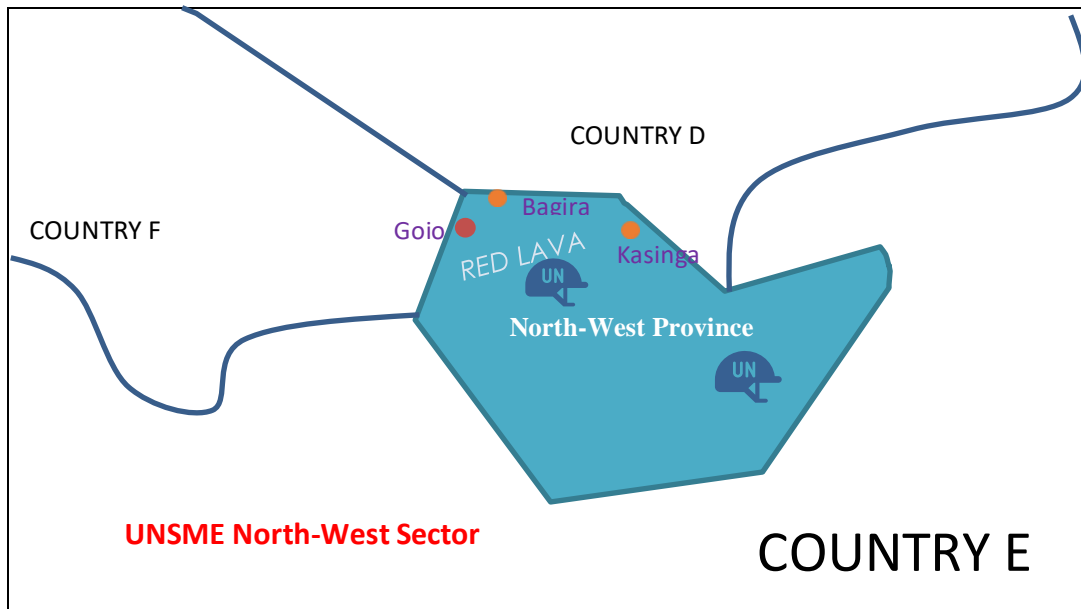 COUNTRY D
COUNTRY F
Bagira
Goio
RED LAVA
Kasinga
UN
North-West Province
UN
UNSME North-West Sector
COUNTRY E